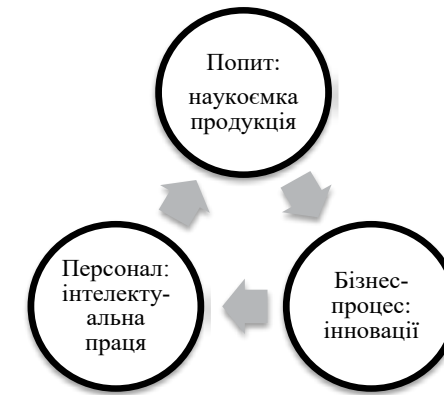 Попит:
наукоємка
продукція
Персонал:
інтелекту-
альна
праця
Бізнес-
процес:
інновації